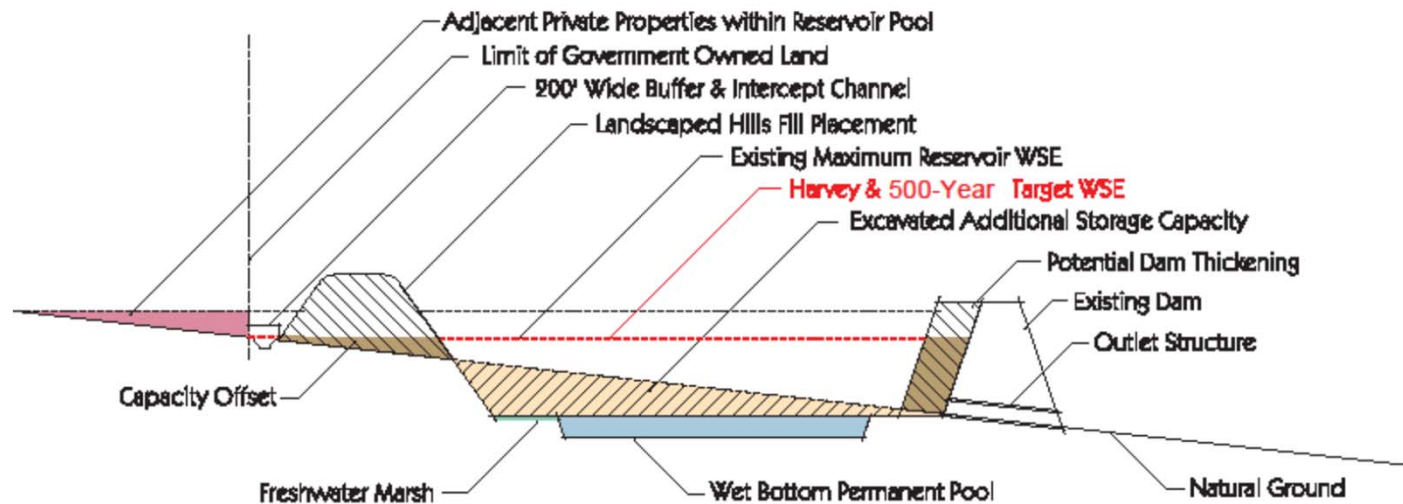 Adjacent Private Properties within Reservoir Pool
Limit of Government Owned Land
200' Wide Buffer & Intercept Channel
Landscaped Hills Fill Placement
Existing Maximum Reservoir WSE
Harvey & 500-Year Target WSE
Excavated Additional Storage Capacity
Potential Dam Thickening
Existing Dam
Outlet Structure
Capacity Offset
Freshwater Marsh
Wet Bottom Permanent Pool
Natural Ground